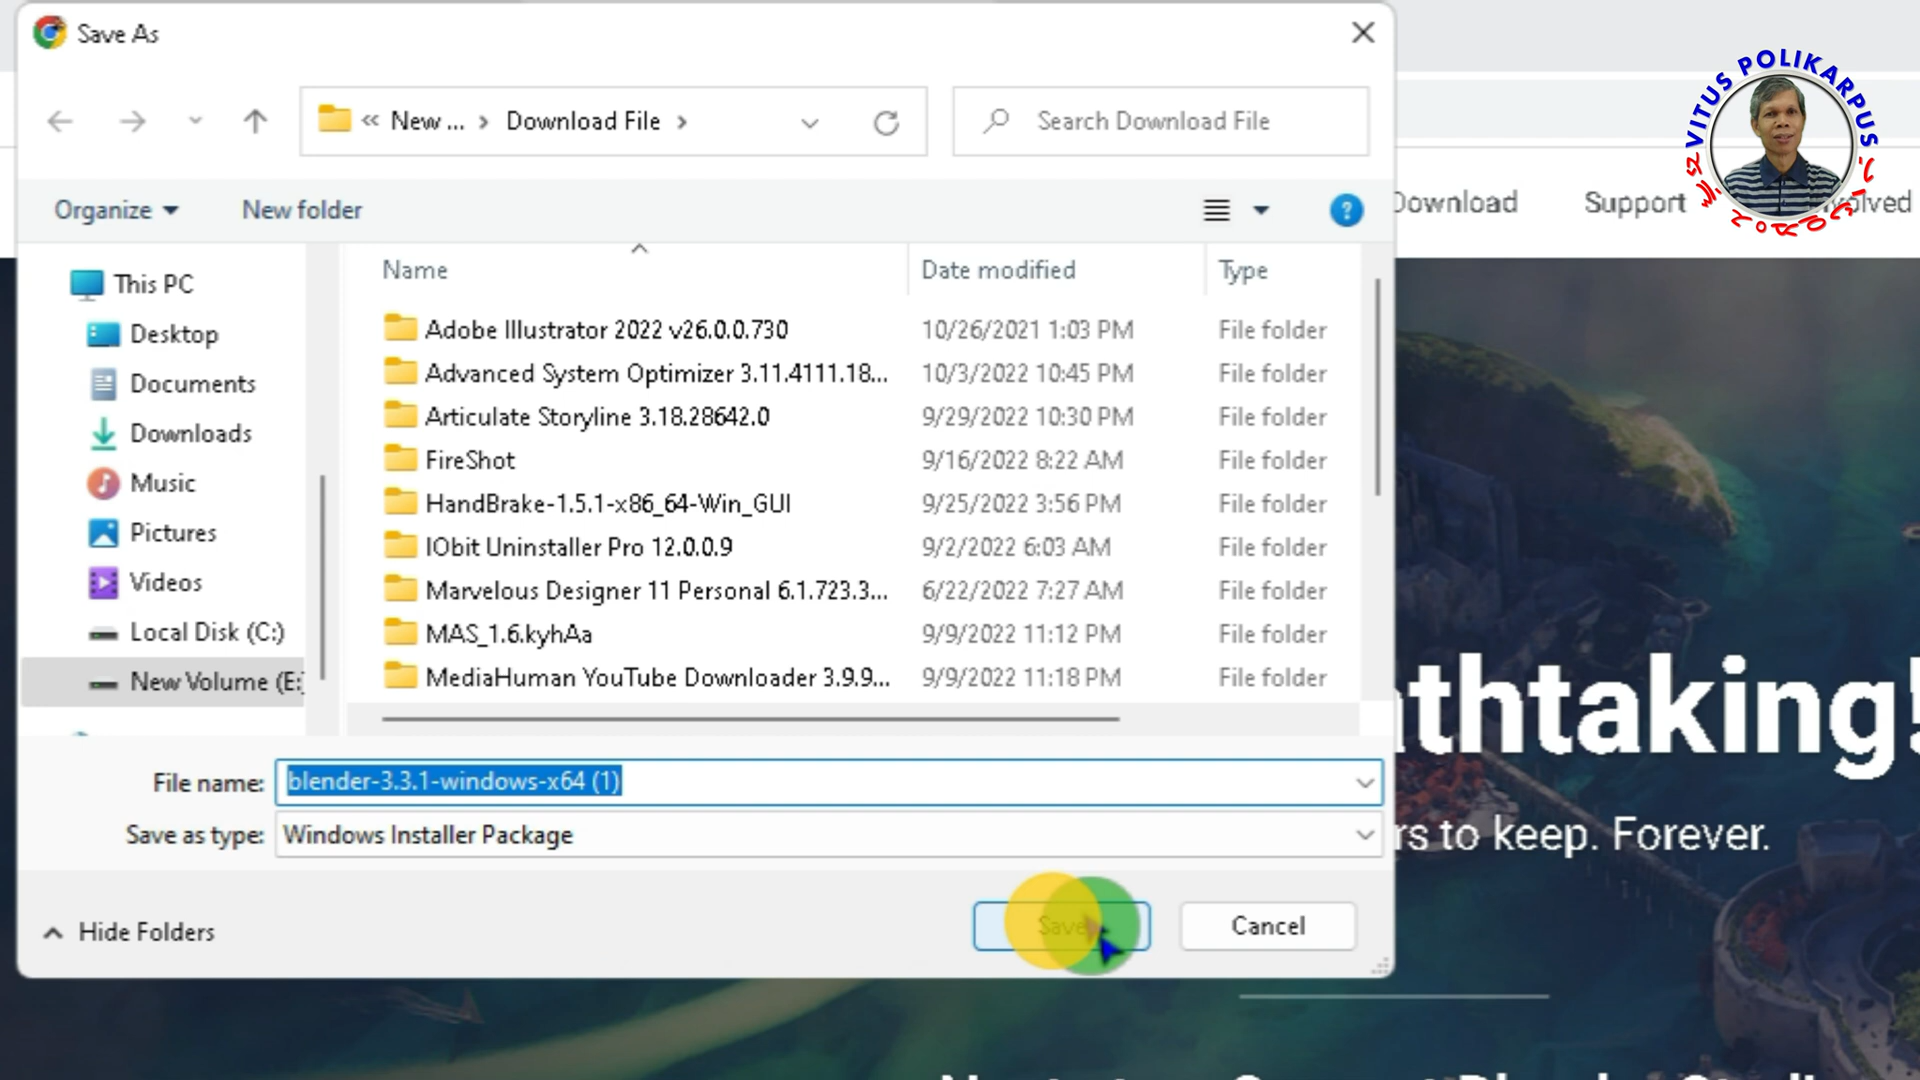 Save As
VITUS POLIKARPUS
« New ... > Download File >
Search Download File
Organize
New folder
Download
Support
volved
This PC
Desktop
Documents
Downloads
Music
Pictures
Videos
Local Disk (C:)
New Volume (E:)
Name Date modified Type
Adobe Illustrator 2022 v26.0.0.730 10/26/2021 1:03 PM File folder
Advanced System Optimizer 3.11.4111.18... 10/3/2022 10:45 PM File folder
Articulate Storyline 3.18.28642.0 9/29/2022 10:30 PM File folder
FireShot 9/16/2022 8:22 AM File folder
HandBrake-1.5.1-x86_64-Win_GUI 9/25/2022 3:56 PM File folder
IObit Uninstaller Pro 12.0.0.9 9/2/2022 6:03 AM File folder
Marvelous Designer 11 Personal 6.1.723.3... 6/22/2022 7:27 AM File folder
MAS_1.6.kyhAa 9/9/2022 11:12 PM File folder
MediaHuman YouTube Downloader 3.9.9... 9/9/2022 11:18 PM File folder
athtaking!
File name: blender-3.3.1-windows-x64 (1)
Save as type: Windows Installer Package
rs to keep. Forever.
Hide Folders
Save
Cancel